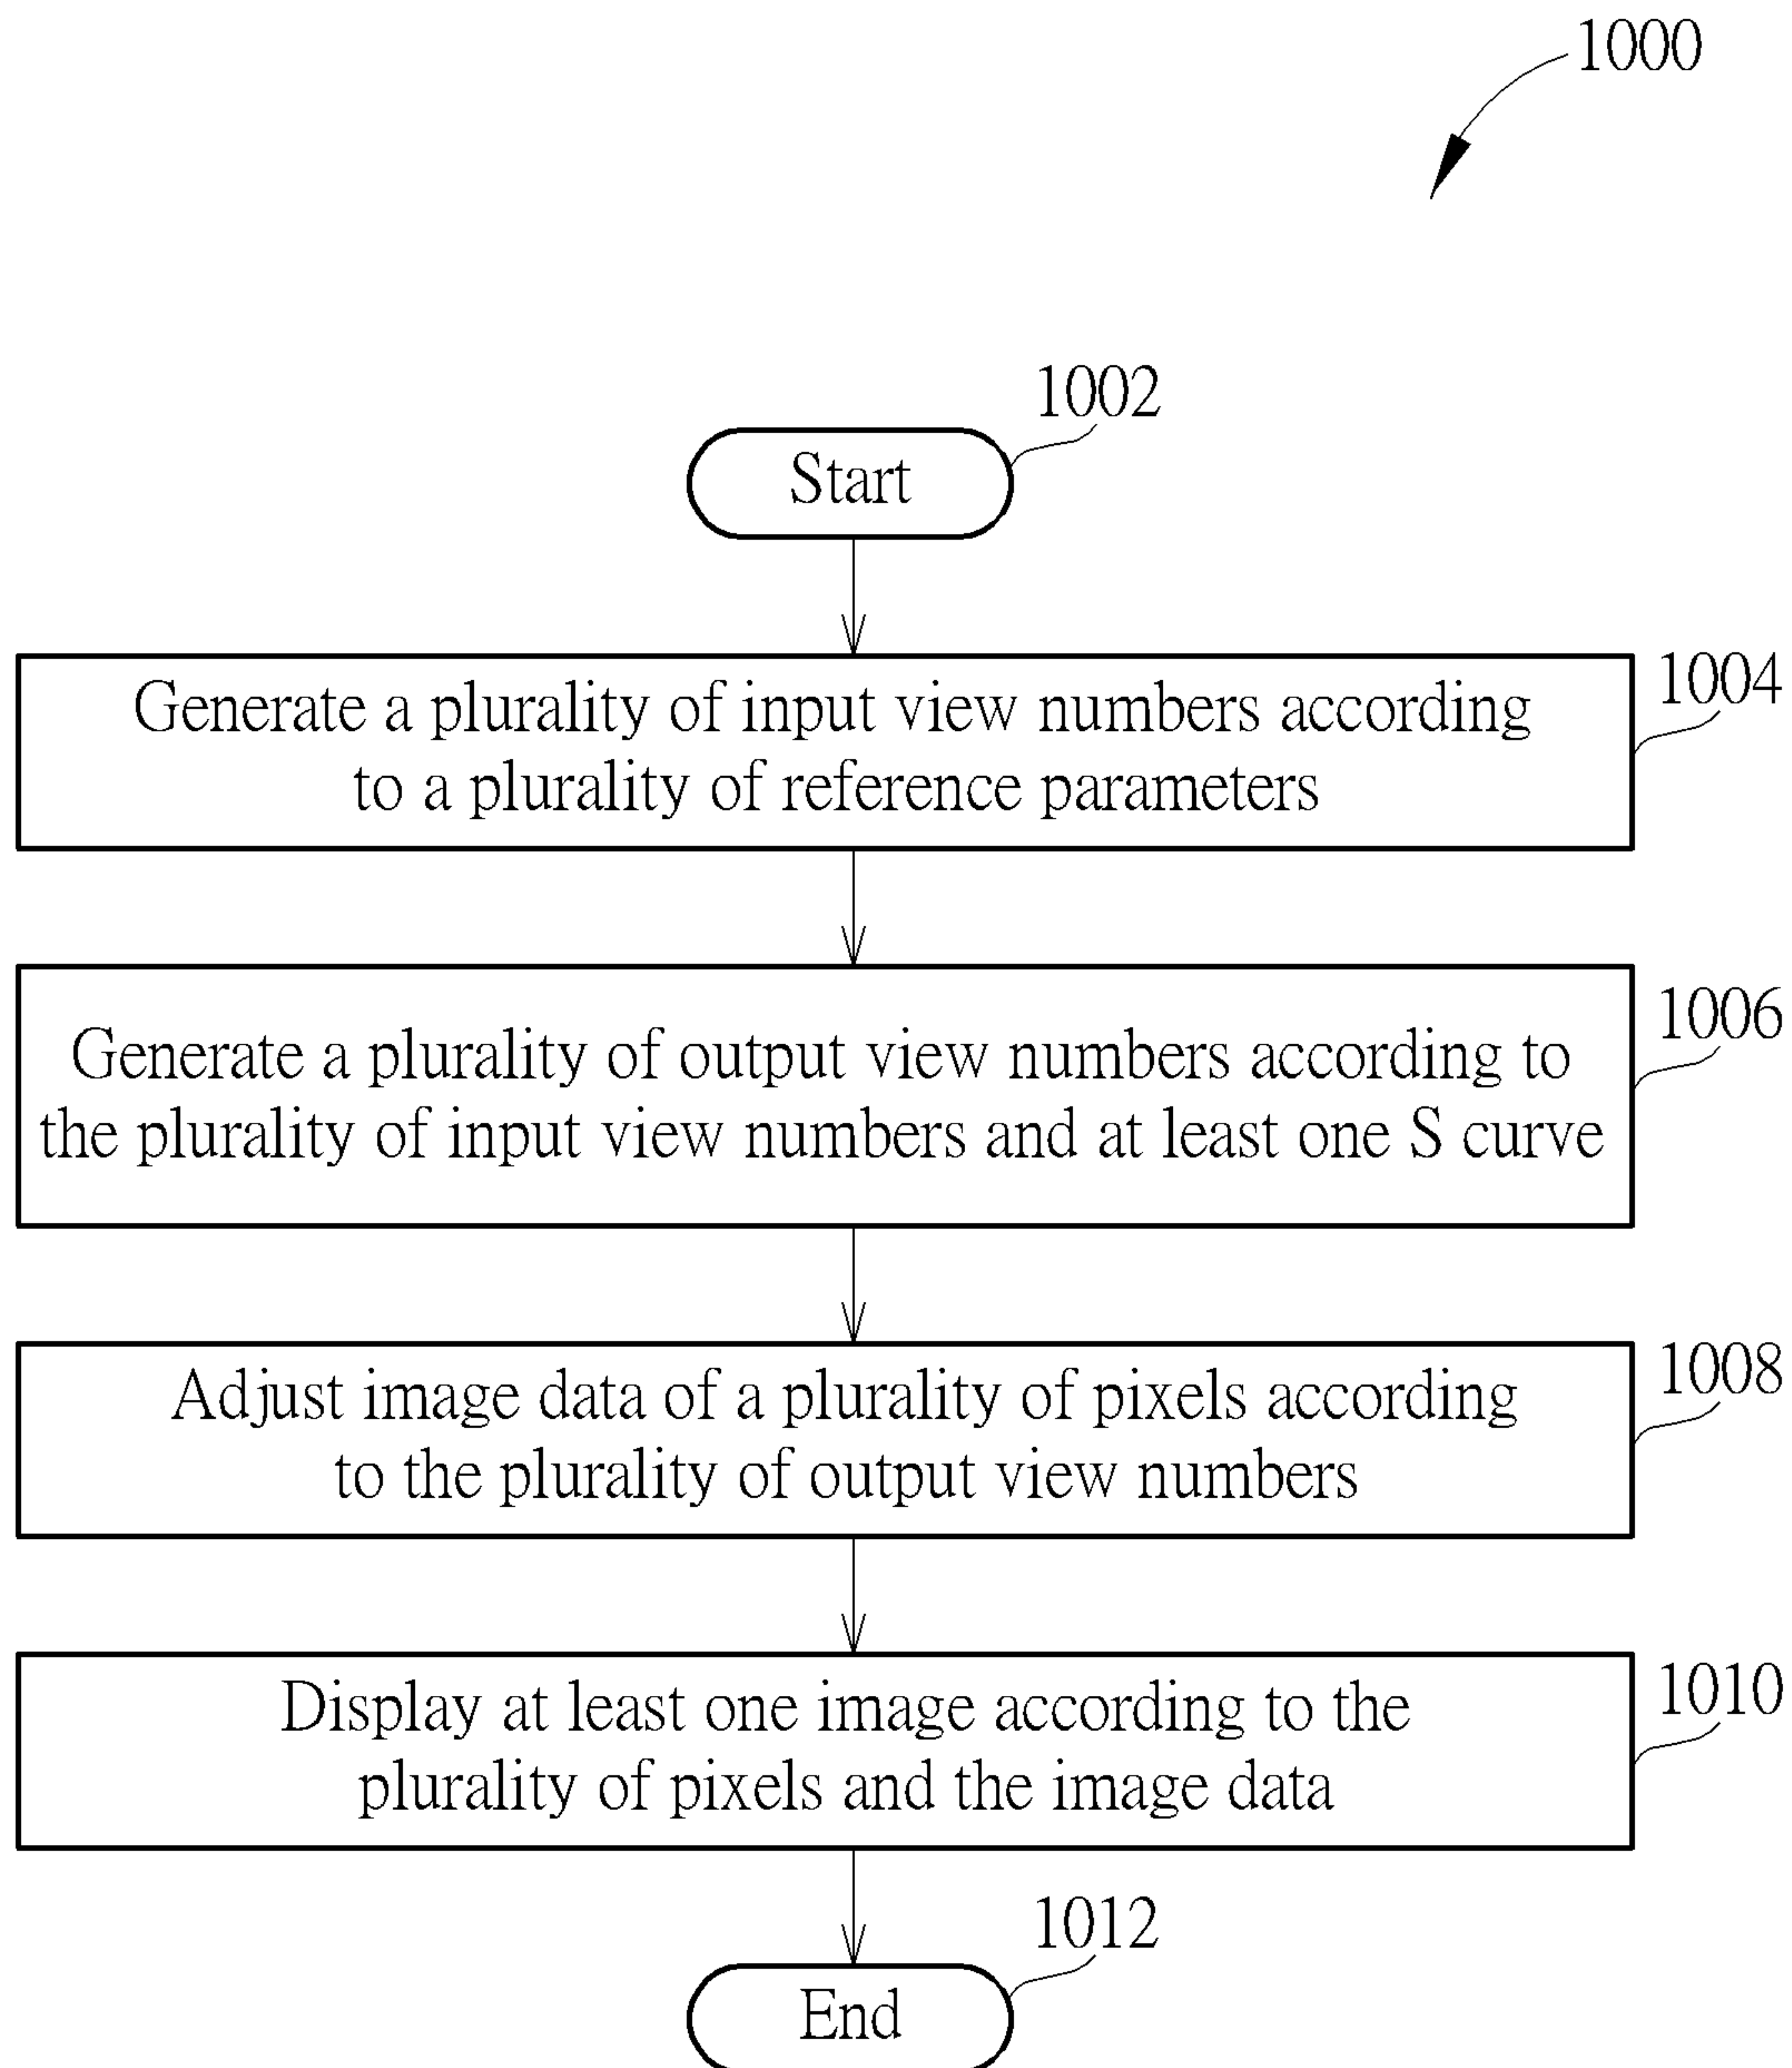 1000
1002
Start
1004
Generate a plurality of input view numbers according
to a plurality of reference parameters
1006
Generate a plurality of output view numbers according to
the plurality of input view numbers and at least one S curve
1008
Adjust image data of a plurality of pixels according
to the plurality of output view numbers
1010
Display at least one image according to the
plurality of pixels and the image data
1012
End